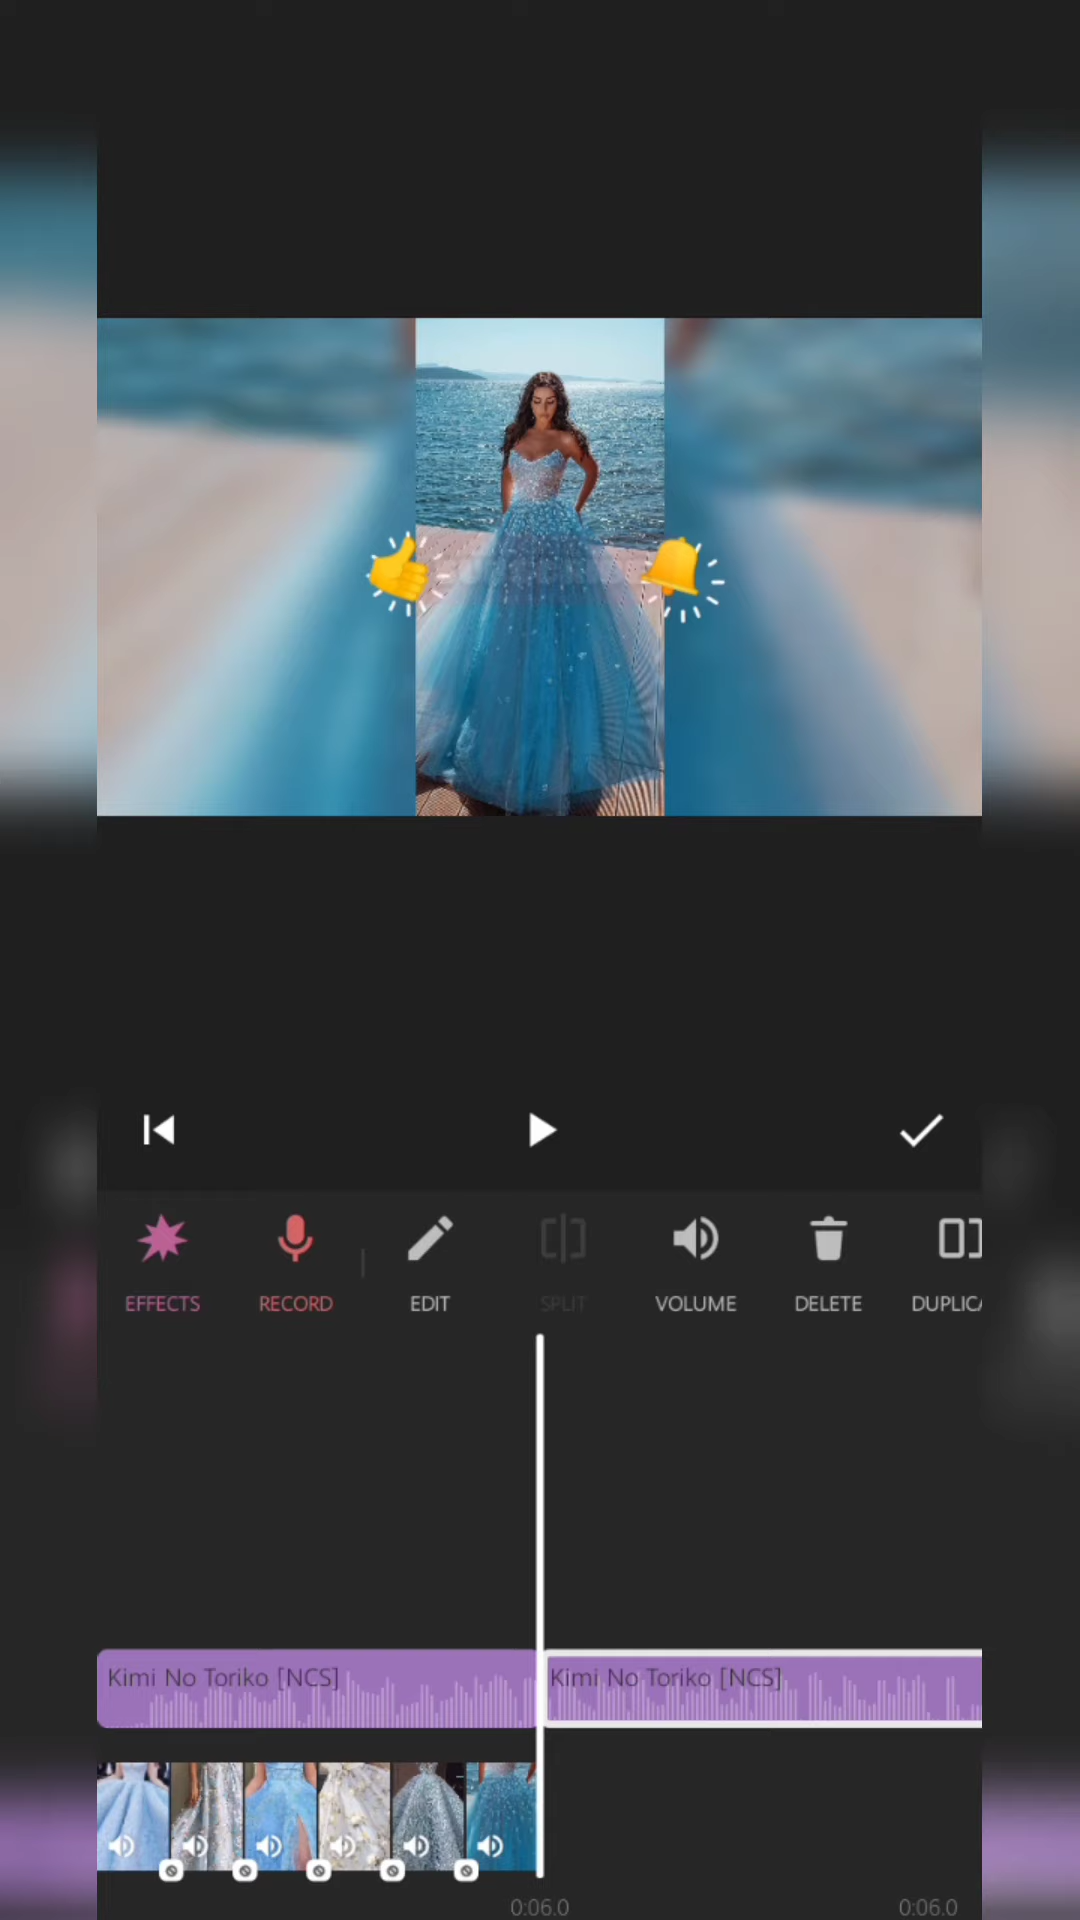 EFFECTS RECORD EDIT SPLIT VOLUME DELETE DUPLICA
Kimi No Toriko [NCS] Kimi No Toriko [NCS]
0:06.0 0:06.0